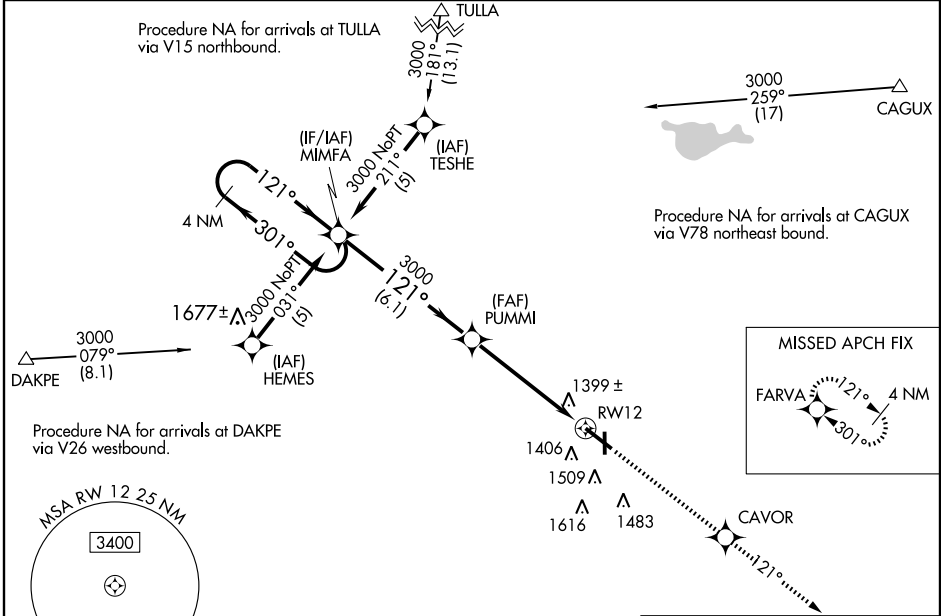 TULLA
Procedure NA for arrivals at TULLA
via V15 northbound.
3000
181°
(13.1)
3000
259°
(17)
CAGUX
(IF/IAF)
MIMFA
(IAF)
TESHE
3000 NoPT
211°
(5)
121°
4 NM
301°
Procedure NA for arrivals at CAGUX
via V78 northeast bound.
3000
121°
(6.1)
(FAF)
PUMMI
3000 NoPT
031°
(5)
1677±
(IAF)
HEMES
3000
079°
(8.1)
DAKPE
MISSED APCH FIX
FARVA
121°
4 NM
301°
1399 ±
RW12
1406
1509
1616
1483
Procedure NA for arrivals at DAKPE
via V26 westbound.
CAVOR
121°
MSA RW 12 25 NM
3400